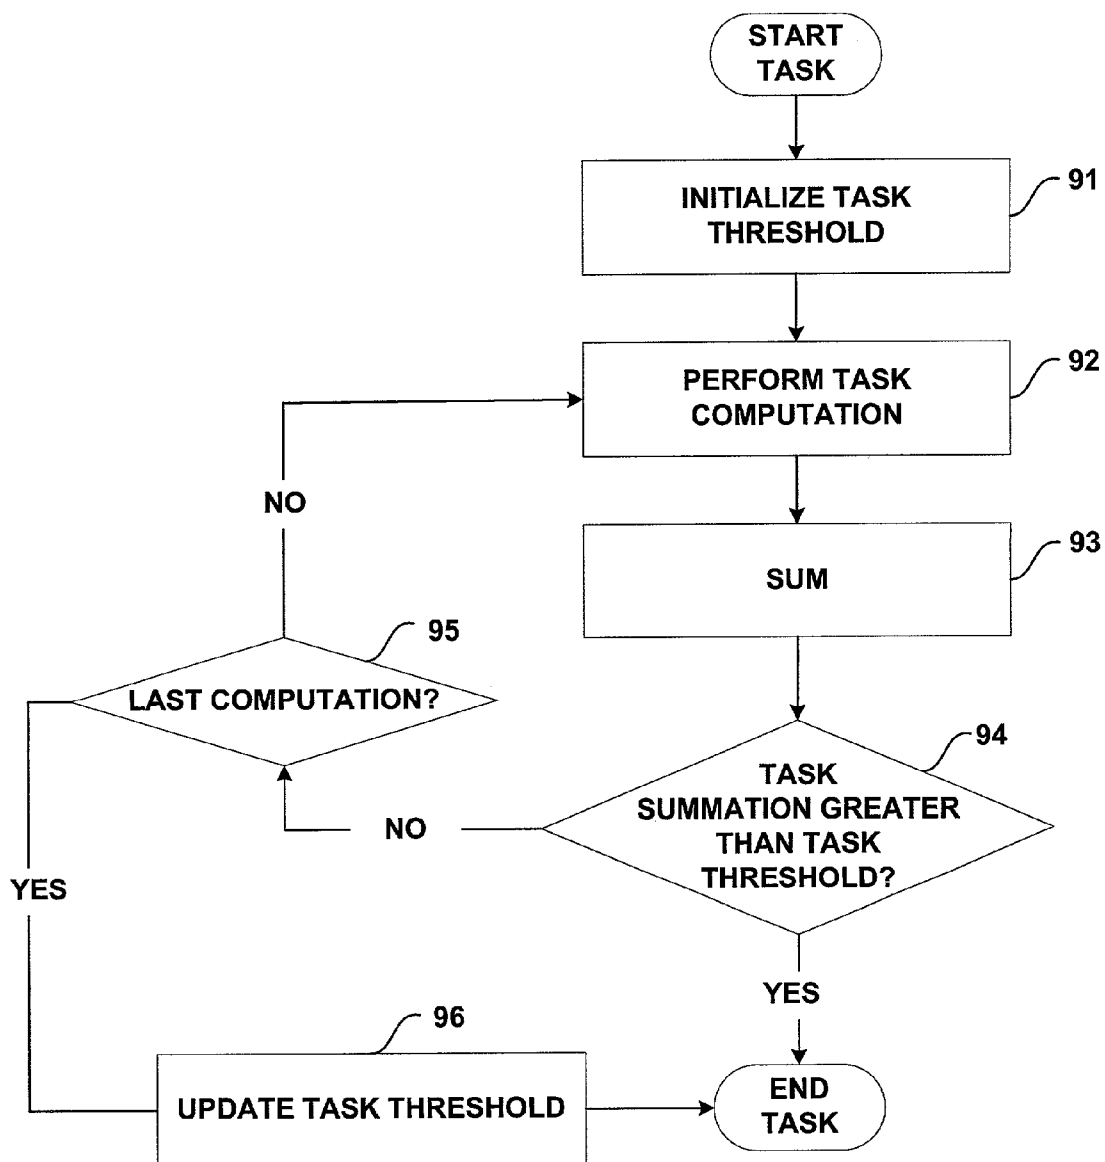 START
TASK
INITIALIZE TASK
THRESHOLD
91
PERFORM TASK
COMPUTATION
92
NO
SUM
93
LAST COMPUTATION?
95
TASK
SUMMATION GREATER
THAN TASK
THRESHOLD?
94
NO
YES
YES
UPDATE TASK THRESHOLD
96
END
TASK